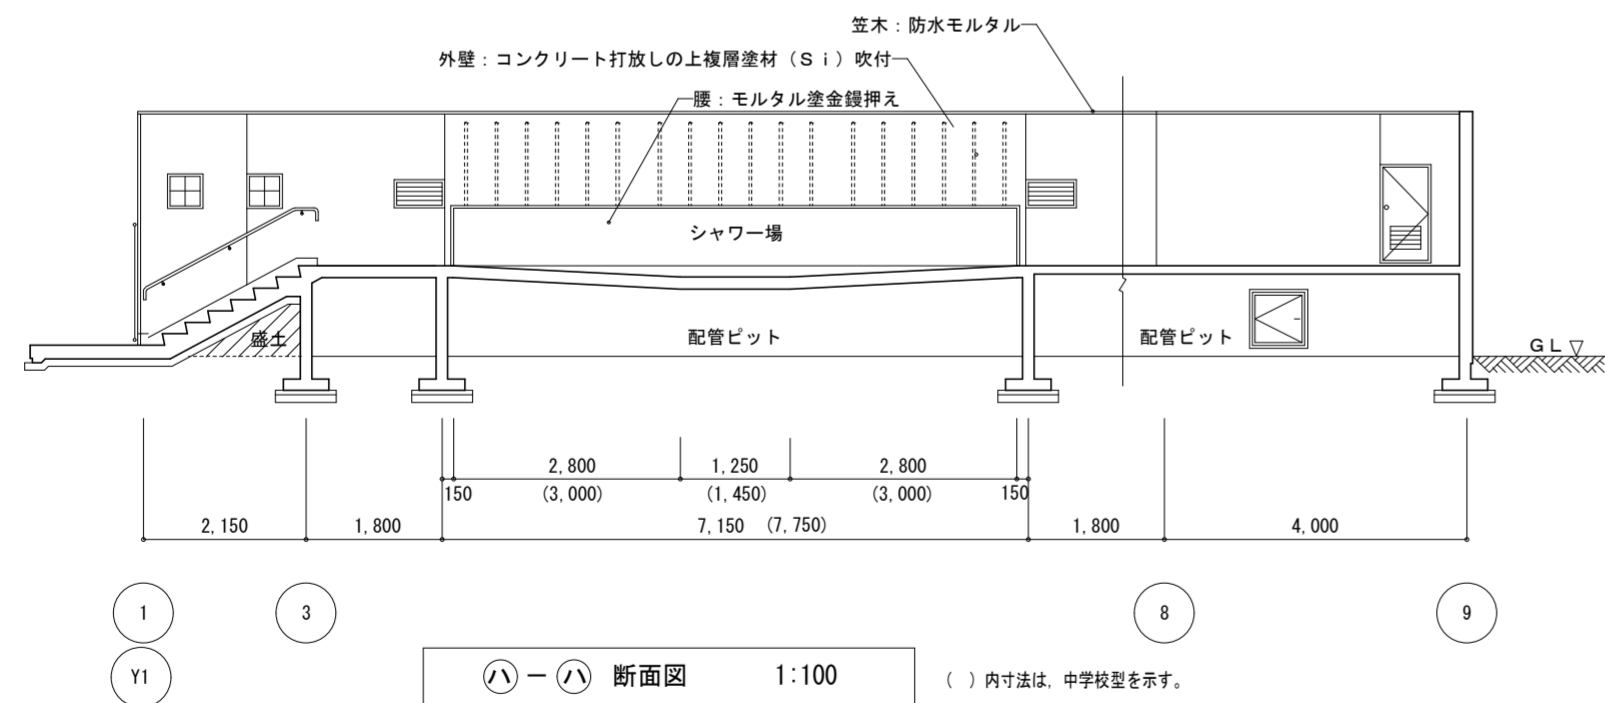 笠木：防水モルタル
外壁：コンクリート打放しの上複層塗材（Ｓｉ）吹付
腰：モルタル塗金鏝押え
シャワー場
盛土
配管ピット
配管ピット
ＧＬ
2,800
1,250
2,800
150
(3,000)
(1,450)
(3,000)
150
2,150
1,800
7,150 (7,750)
1,800
4,000
1
3
8
9
Y1
ハ－ハ 断面図 1:100
（ ）内寸法は，中学校型を示す。